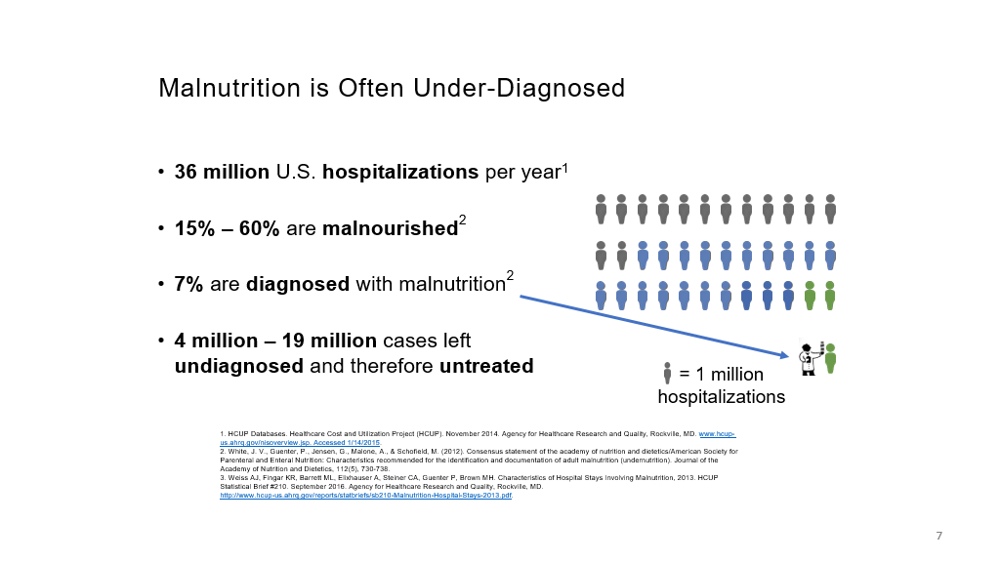 Malnutrition is Often Under-Diagnosed
• 36 million U.S. hospitalizations per year1
• 15% – 60% are malnourished2
• 7% are diagnosed with malnutrition2
• 4 million – 19 million cases left
undiagnosed and therefore untreated
= 1 million
hospitalizations
1. HCUP Databases. Healthcare Cost and Utilization Project (HCUP). November 2014. Agency for Healthcare Research and Quality, Rockville, MD. www.hcup-
us.ahrq.gov/nisoverview.jsp. Accessed 1/14/2015.
2. White, J. V., Guenter, P., Jensen, G., Malone, A., & Schofield, M. (2012). Consensus statement of the academy of nutrition and dietetics/American Society for
Parenteral and Enteral Nutrition: Characteristics recommended for the identification and documentation of adult malnutrition (undernutrition). Journal of the
Academy of Nutrition and Dietetics, 112(5), 730-738.
3. Weiss AJ, Fingar KR, Barrett ML, Elixhauser A, Steiner CA, Guenter P, Brown MH. Characteristics of Hospital Stays Involving Malnutrition, 2013. HCUP
Statistical Brief #210. September 2016. Agency for Healthcare Research and Quality, Rockville, MD.
http://www.hcup-us.ahrq.gov/reports/statbriefs/sb210-Malnutrition-Hospital-Stays-2013.pdf.
7